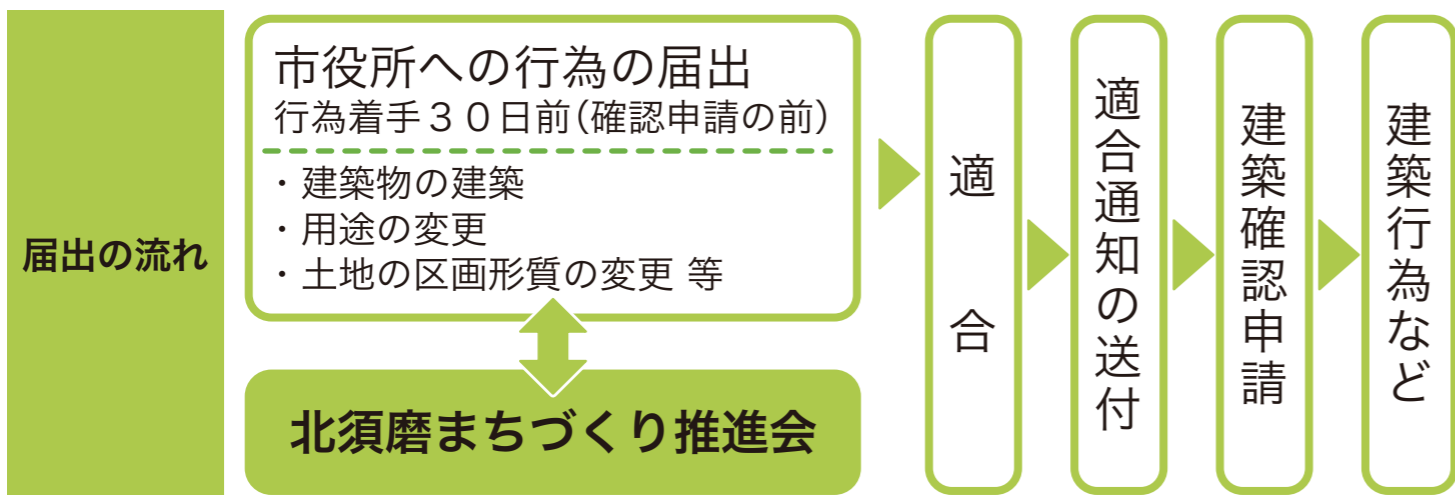 届出の流れ
市役所への行為の届出
行為着手３０日前(確認申請の前)
・建築物の建築
・用途の変更
・土地の区画形質の変更 等
北須磨まちづくり推進会
適合
適合通知の送付
建築確認申請
建築行為など